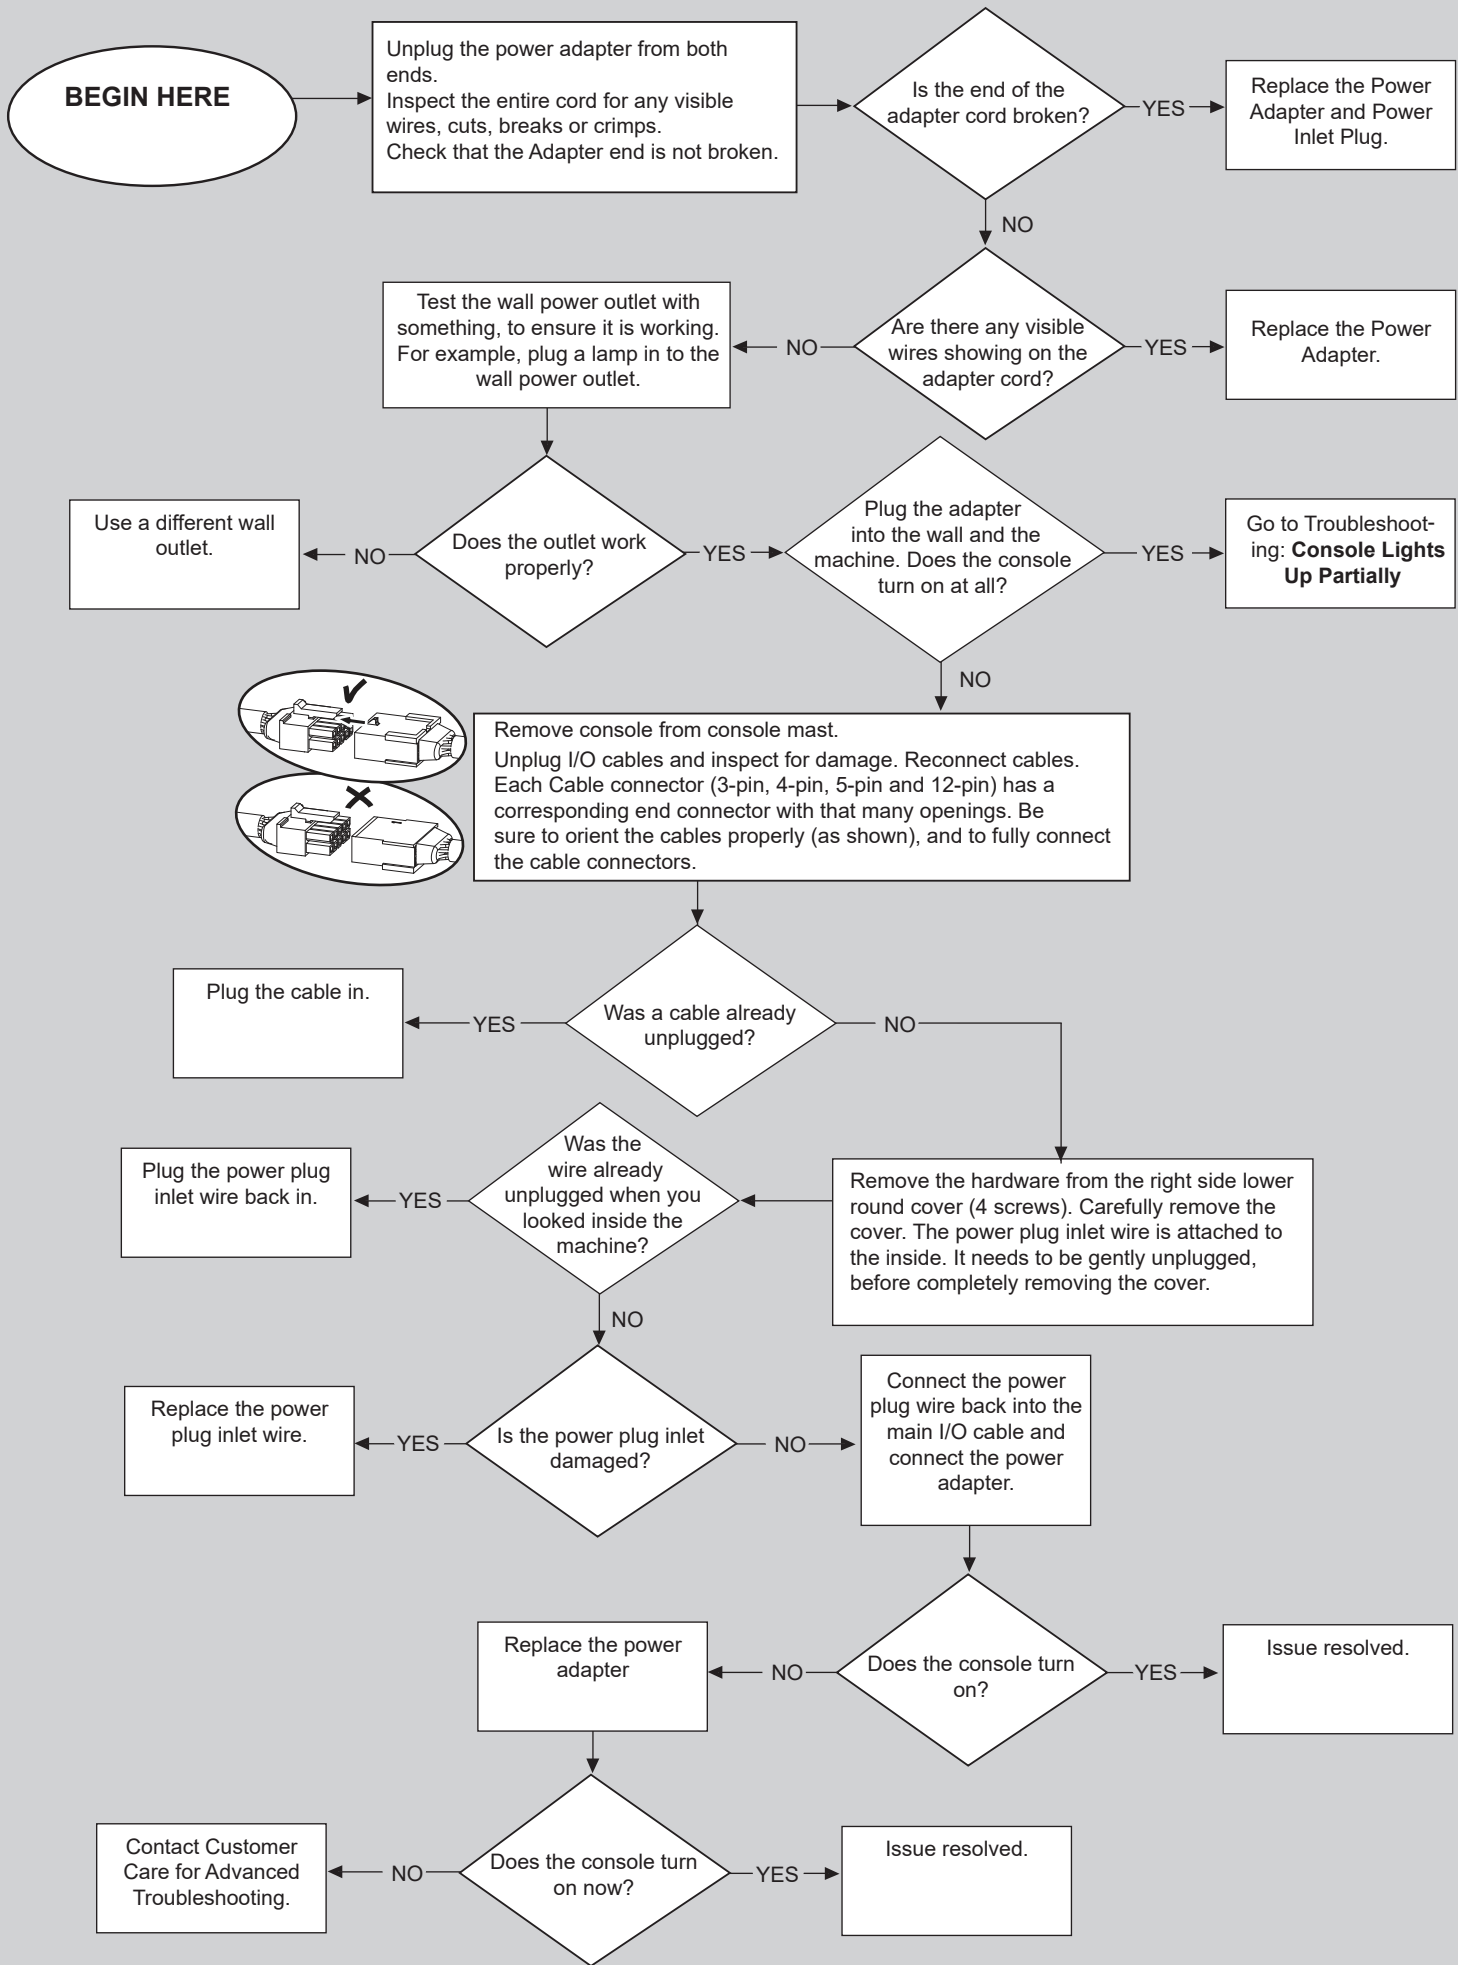 BEGIN HERE
Unplug the power adapter from both
ends.
Inspect the entire cord for any visible
wires, cuts, breaks or crimps.
Check that the Adapter end is not broken.
Is the end of the
adapter cord broken?
YES
Replace the Power
Adapter and Power
Inlet Plug.
NO
Are there any visible
wires showing on the
adapter cord?
YES
Replace the Power
Adapter.
NO
Test the wall power outlet with
something, to ensure it is working.
For example, plug a lamp in to the
wall power outlet.
Does the outlet work
properly?
NO
Use a different wall
outlet.
YES
Plug the adapter
into the wall and the
machine. Does the console
turn on at all?
YES
Go to Troubleshoot-
ing: Console Lights
Up Partially
NO
Remove console from console mast.
Unplug I/O cables and inspect for damage. Reconnect cables.
Each Cable connector (3-pin, 4-pin, 5-pin and 12-pin) has a
corresponding end connector with that many openings. Be
sure to orient the cables properly (as shown), and to fully connect
the cable connectors.
Was a cable already
unplugged?
YES
Plug the cable in.
NO
Remove the hardware from the right side lower
round cover (4 screws). Carefully remove the
cover. The power plug inlet wire is attached to
the inside. It needs to be gently unplugged,
before completely removing the cover.
Was the
wire already
unplugged when you
looked inside the
machine?
YES
Plug the power plug
inlet wire back in.
NO
Is the power plug inlet
damaged?
YES
Replace the power
plug inlet wire.
NO
Connect the power
plug wire back into the
main I/O cable and
connect the power
adapter.
Does the console turn
on?
YES
Issue resolved.
NO
Replace the power
adapter
Does the console turn
on now?
NO
Contact Customer
Care for Advanced
Troubleshooting.
YES
Issue resolved.